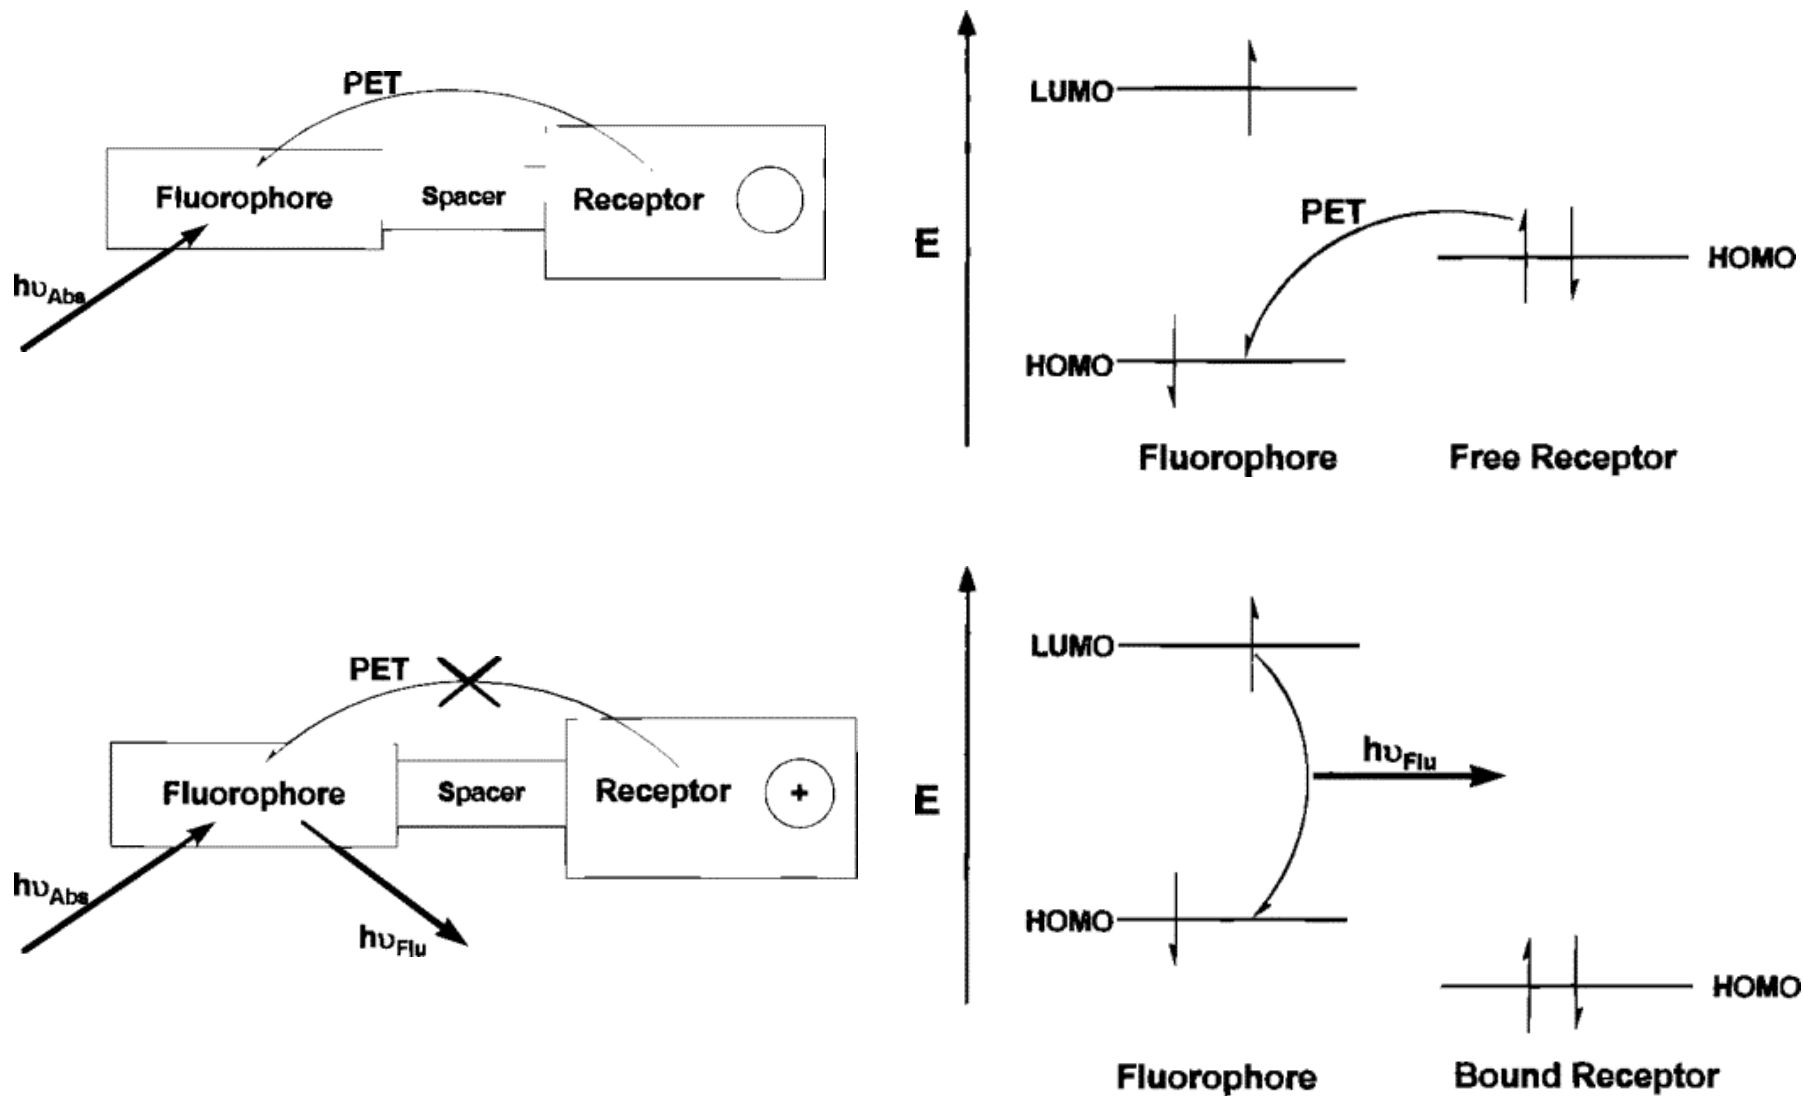 PET
Fluorophore
Spacer
Receptor
hυAbs
E
LUMO
PET
HOMO
HOMO
Fluorophore
Free Receptor
PET
Fluorophore
Spacer
Receptor
+
hυAbs
hυFlu
E
LUMO
hυFlu
HOMO
HOMO
Fluorophore
Bound Receptor